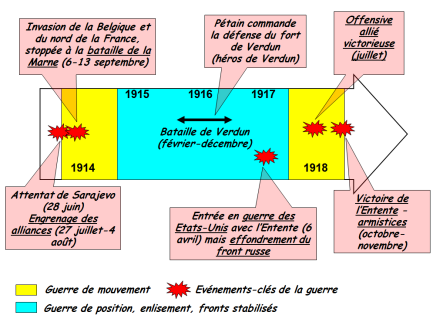 Invasion de la Belgique et
du nord de la France,
stoppée à la bataille de la
Marne (6-13 septembre)
Pétain commande
la défense du fort
de Verdun
(héros de Verdun)
Offensive
allié
victorieuse
(juillet)
1915
1916
1917
Bataille de Verdun
(février-décembre)
1914
1918
Attentat de Sarajevo
(28 juin)
Engrenage des
alliances (27 juillet-4
août)
Entrée en guerre des
Etats-Unis avec l'Entente (6
avril) mais effondrement du
front russe
Victoire de
l'Entente -
armistices
(octobre-
novembre)
Guerre de mouvement
Evénements-clés de la guerre
Guerre de position, enlisement, fronts stabilisés